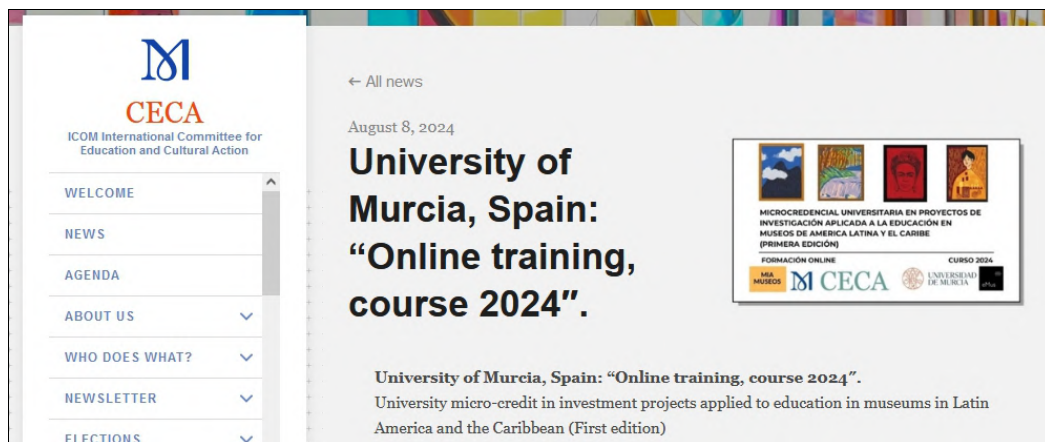 CECA
ICOM International Committee for
Education and Cultural Action
WELCOME
NEWS
AGENDA
ABOUT US
WHO DOES WHAT?
NEWSLETTER
ELECTIONS
← All news
August 8, 2024
University of
Murcia, Spain:
“Online training,
course 2024″.
MICROCREDENCIAL UNIVERSITARIA EN PROYECTOS DE
INVESTIGACIÓN APLICADA A LA EDUCACIÓN EN
MUSEOS DE AMERICA LATINA Y EL CARIBE
(PRIMERA EDICIÓN)
FORMACIÓN ONLINE CURSO 2024
MIA
MUSEOS
CECA
UNIVERSIDAD
DE MURCIA
University of Murcia, Spain: “Online training, course 2024″.
University micro-credit in investment projects applied to education in museums in Latin
America and the Caribbean (First edition)